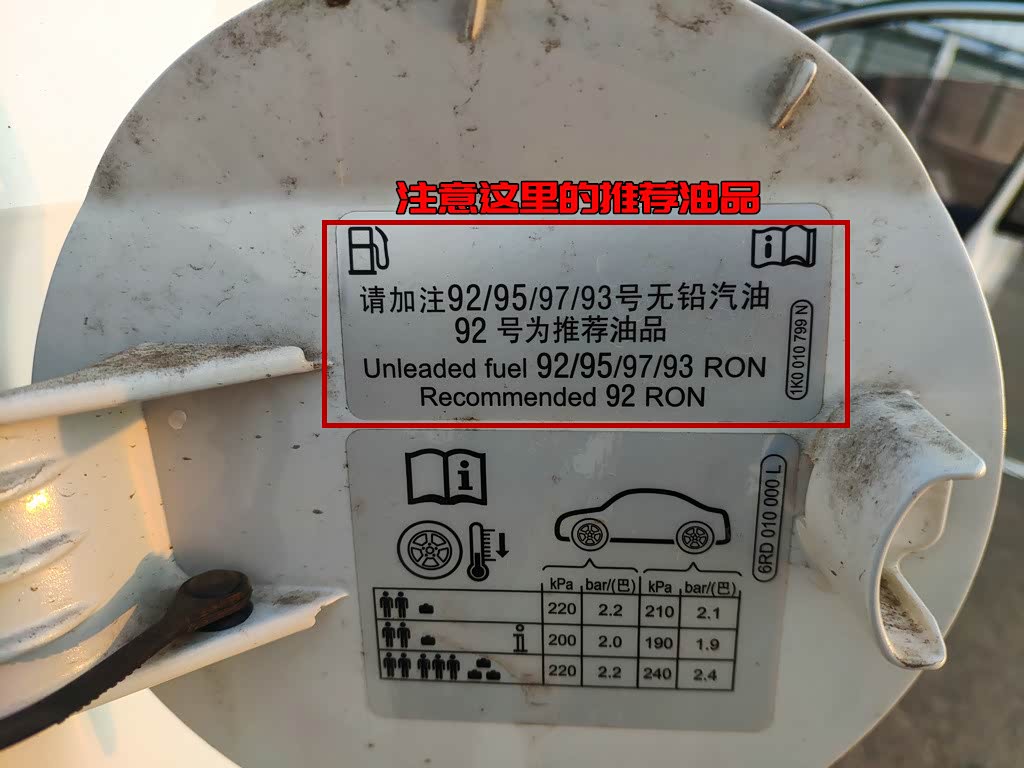 注意这里的推荐油品
请加注92/95/97/93号无铅汽油
92 号为推荐油品
Unleaded fuel 92/95/97/93 RON
Recommended 92 RON
1K0 010 799 N
6RD 010 000 L
kPa bar/(巴) kPa bar/(巴)
220 2.2 210 2.1
200 2.0 190 1.9
220 2.2 240 2.4